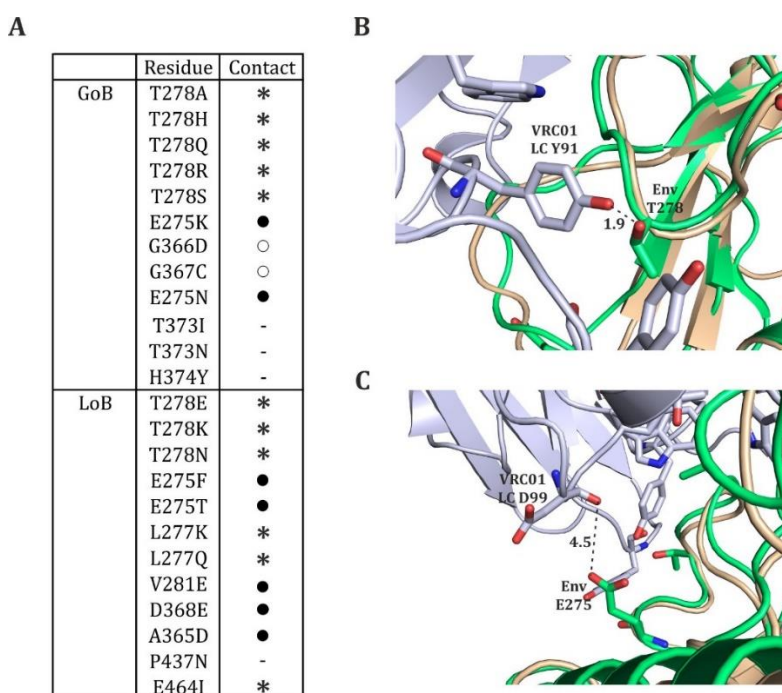 A
Residue Contact
GoB T278A *
T278H *
T278Q *
T278R *
T278S *
E275K ●
G366D ○
G367C ○
E275N ●
T373I -
T373N -
H374Y -
LoB T278E *
T278K *
T278N *
E275F ●
E275T ●
L277K *
L277Q *
V281E ●
D368E ●
A365D ●
P437N -
E464I *
B
VRC01
LC Y91
Env
T278
1.9
C
VRC01
LC D99
4.5
Env
E275